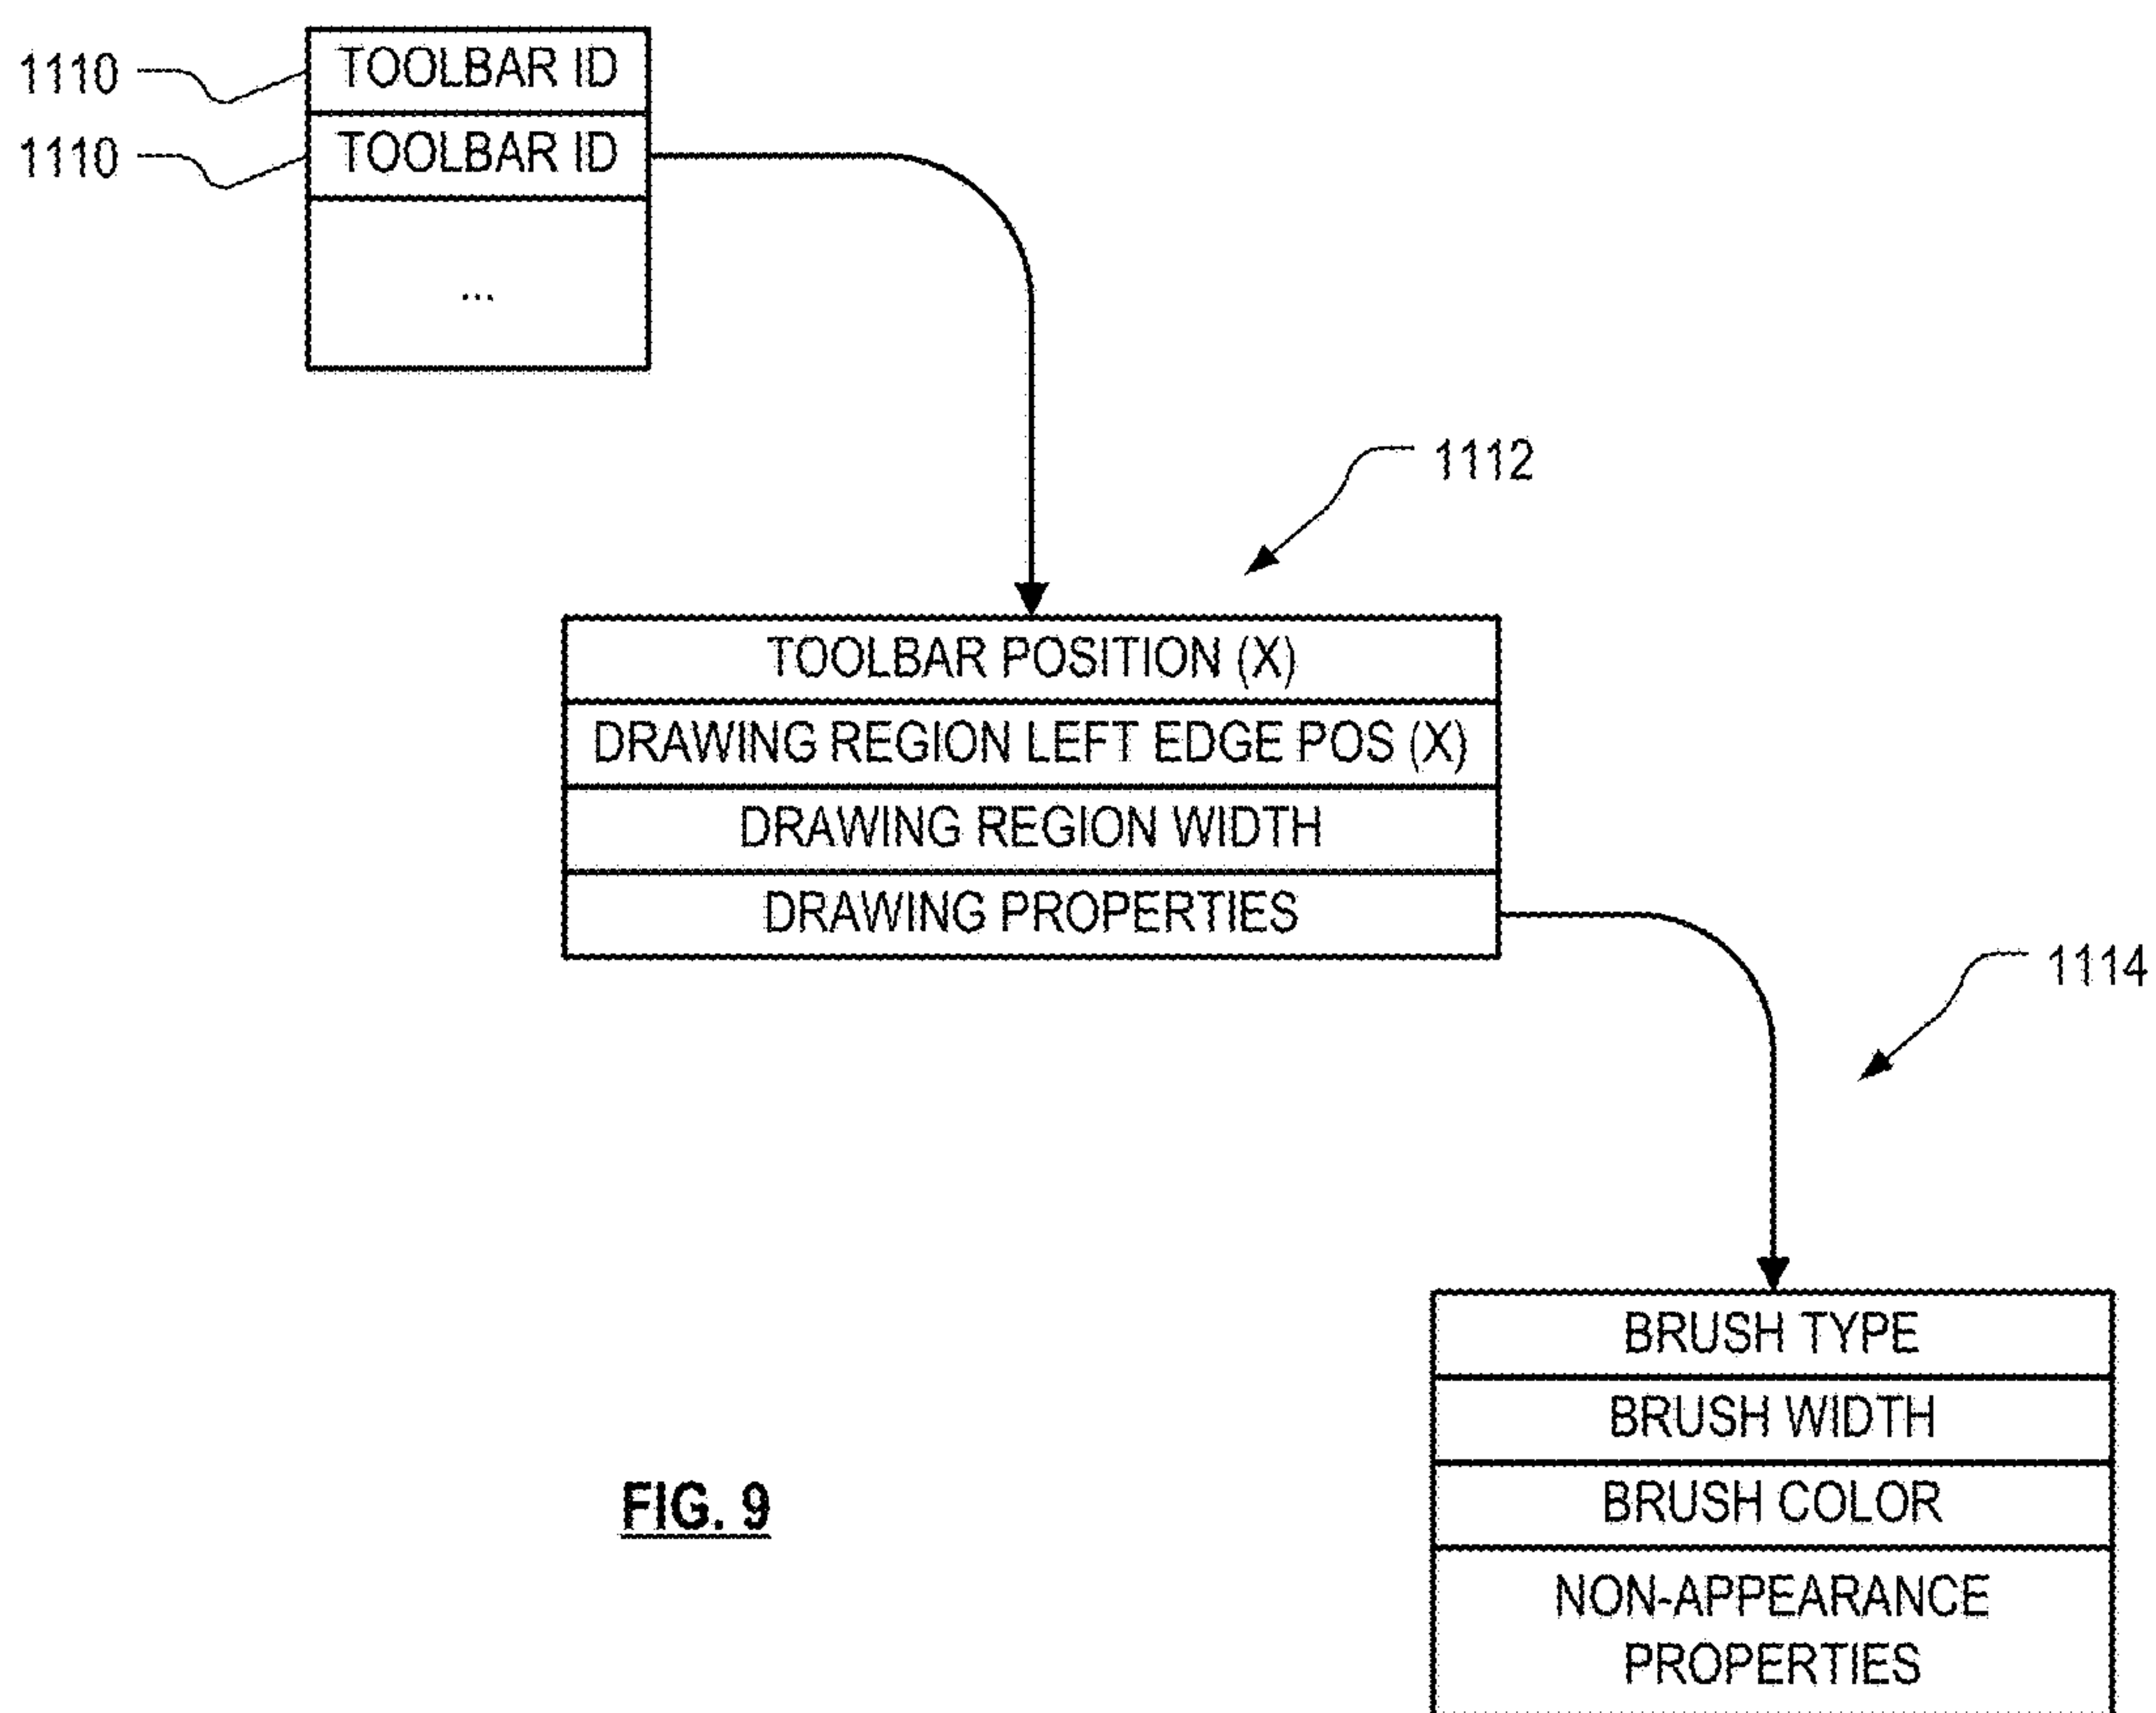 1110 TOOLBAR ID
1110 TOOLBAR ID
...
1112
TOOLBAR POSITION (X)
DRAWING REGION LEFT EDGE POS (X)
DRAWING REGION WIDTH
DRAWING PROPERTIES
1114
BRUSH TYPE
BRUSH WIDTH
BRUSH COLOR
NON-APPEARANCE
PROPERTIES
FIG. 9